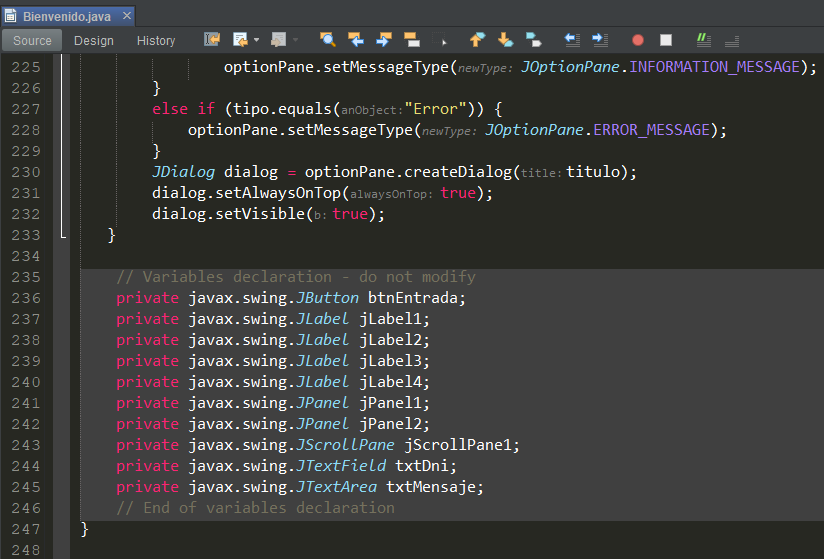 Bienvenido.java ×
Source Design History
225 optionPane.setMessageType(newType: JOptionPane.INFORMATION_MESSAGE);
226 }
227 else if (tipo.equals(anObject:"Error")) {
228 optionPane.setMessageType(newType: JOptionPane.ERROR_MESSAGE);
229 }
230 JDialog dialog = optionPane.createDialog(title: titulo);
231 dialog.setAlwaysOnTop(alwaysOnTop: true);
232 dialog.setVisible(b: true);
233 }
234
235 // Variables declaration - do not modify
236 private javax.swing.JButton btnEntrada;
237 private javax.swing.JLabel jLabel1;
238 private javax.swing.JLabel jLabel2;
239 private javax.swing.JLabel jLabel3;
240 private javax.swing.JLabel jLabel4;
241 private javax.swing.JPanel jPanel1;
242 private javax.swing.JPanel jPanel2;
243 private javax.swing.JScrollPane jScrollPane1;
244 private javax.swing.JTextField txtDni;
245 private javax.swing.JTextArea txtMensaje;
246 // End of variables declaration
247 }
248